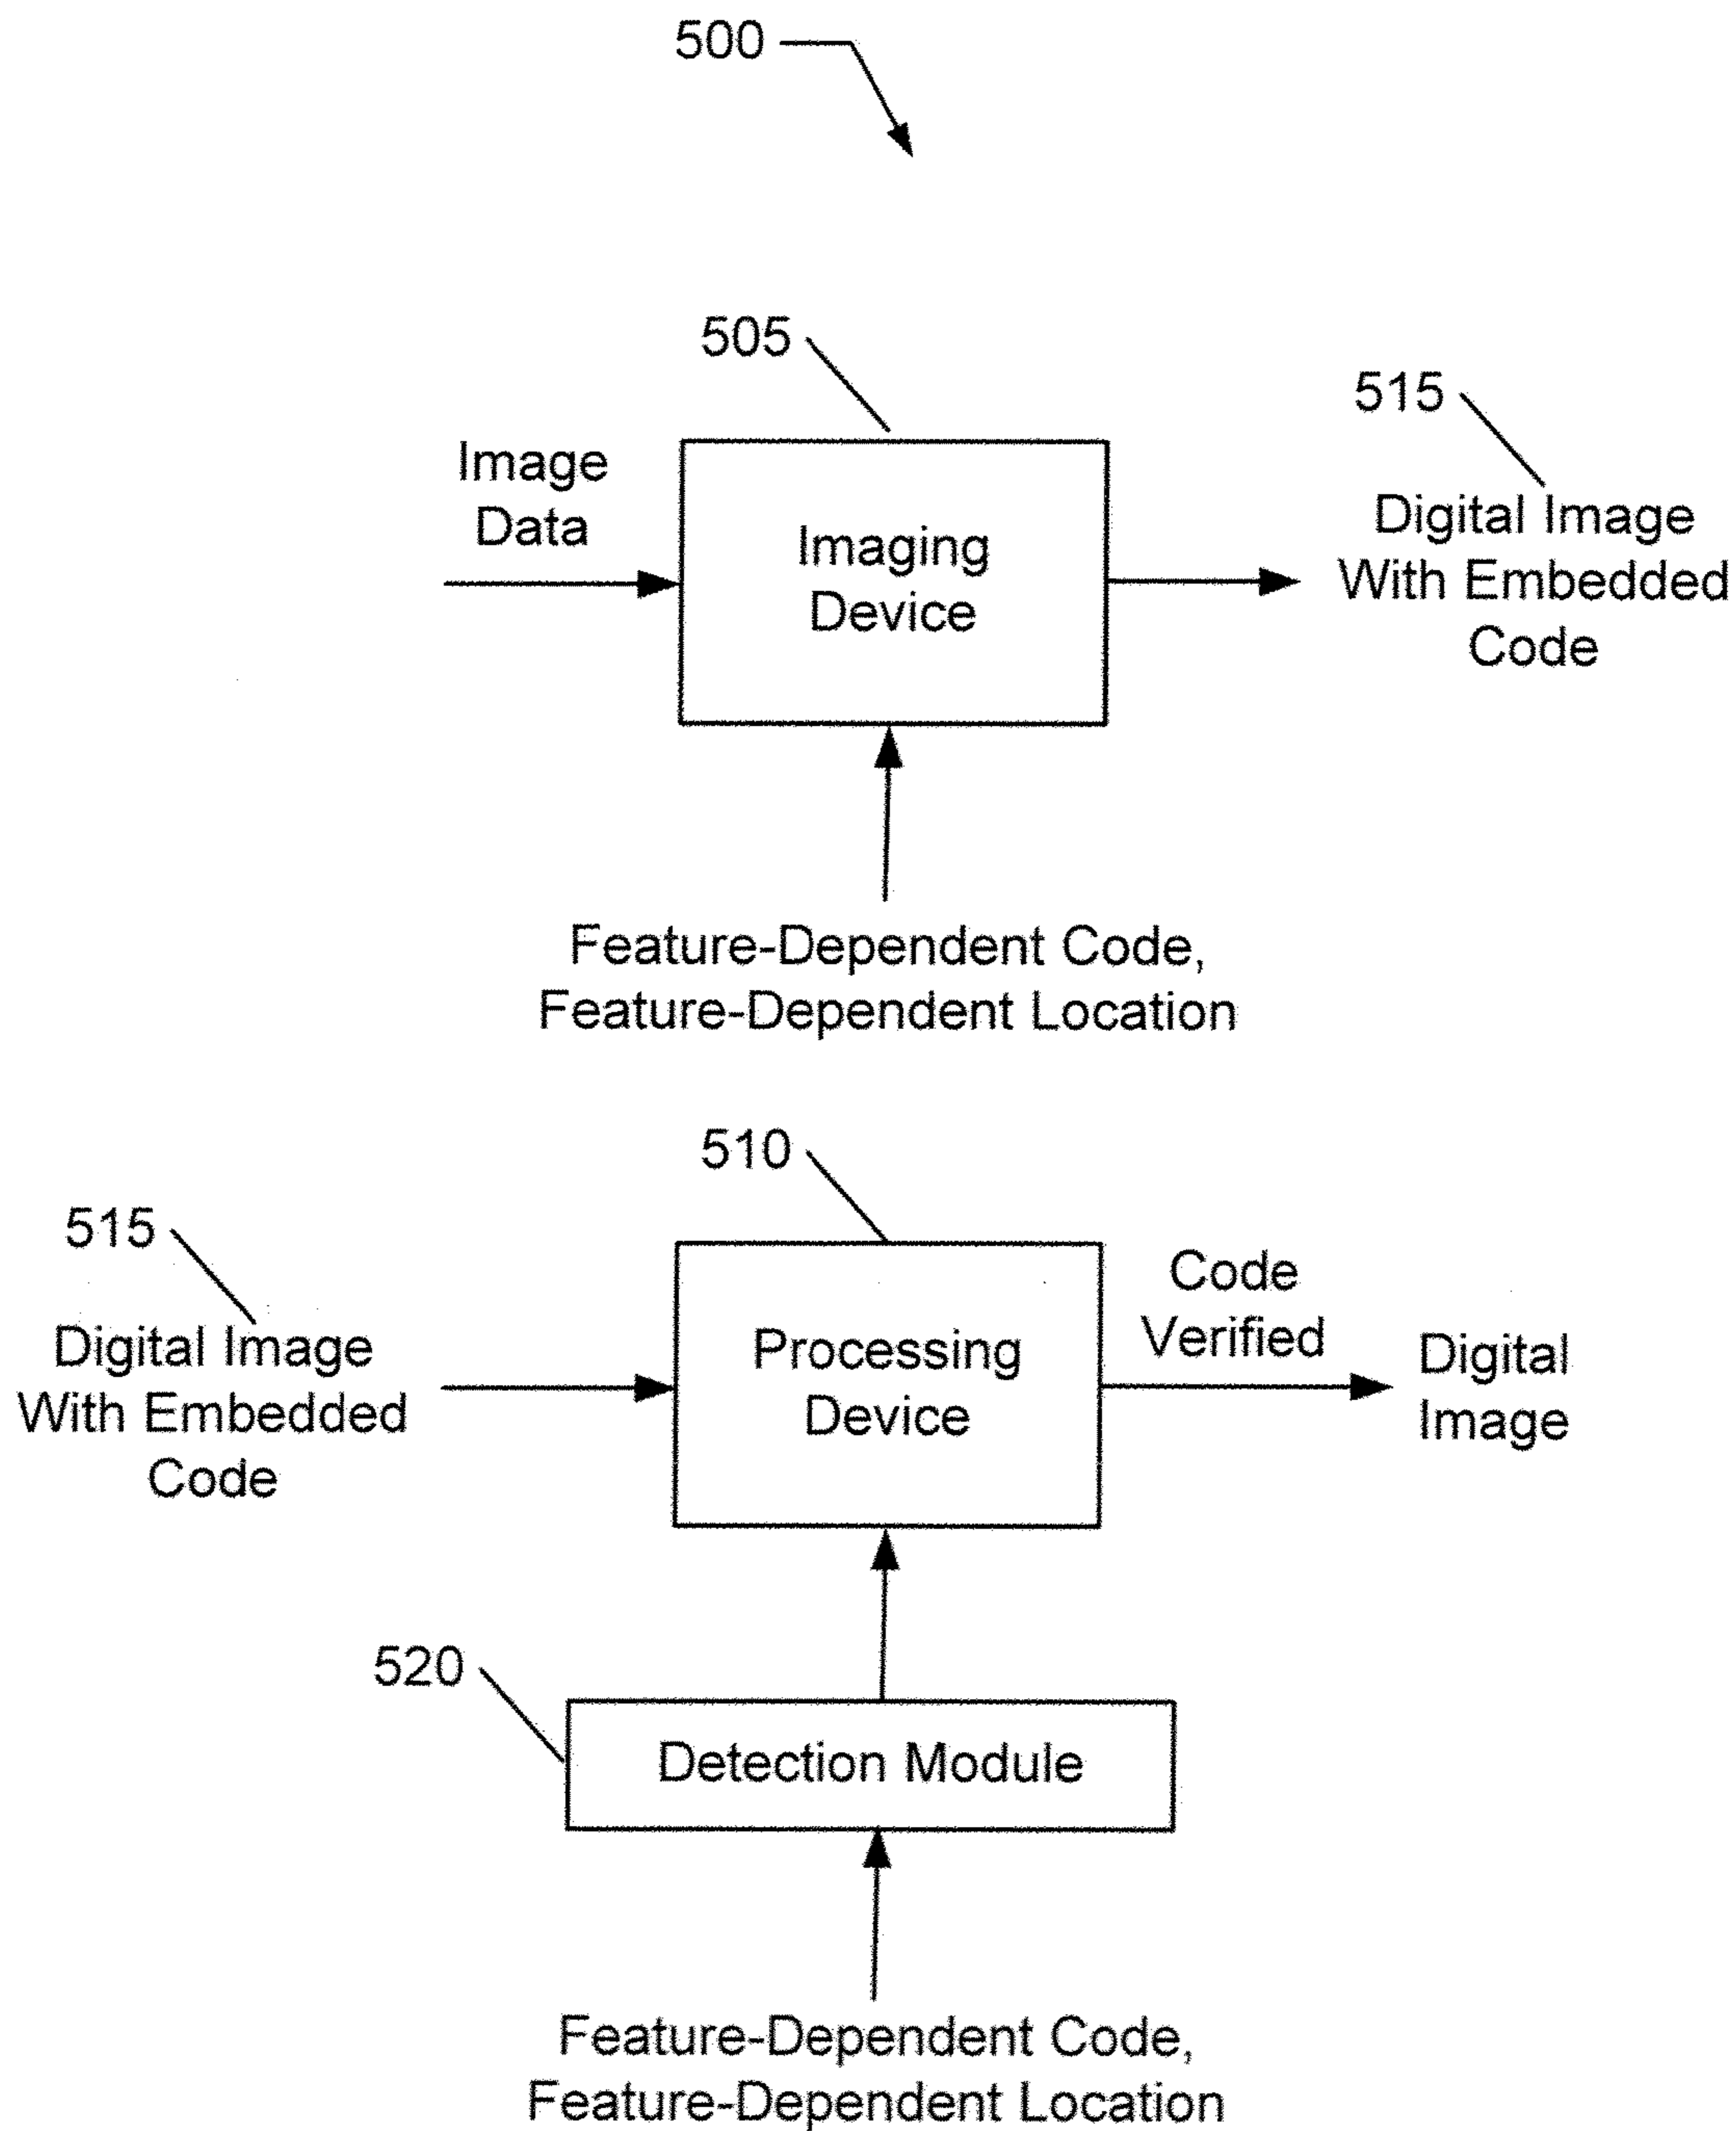 500
505
515
Image
Data
Imaging
Device
Digital Image
With Embedded
Code
Feature-Dependent Code,
Feature-Dependent Location
510
515
Digital Image
With Embedded
Code
Processing
Device
Code
Verified
Digital
Image
520
Detection Module
Feature-Dependent Code,
Feature-Dependent Location